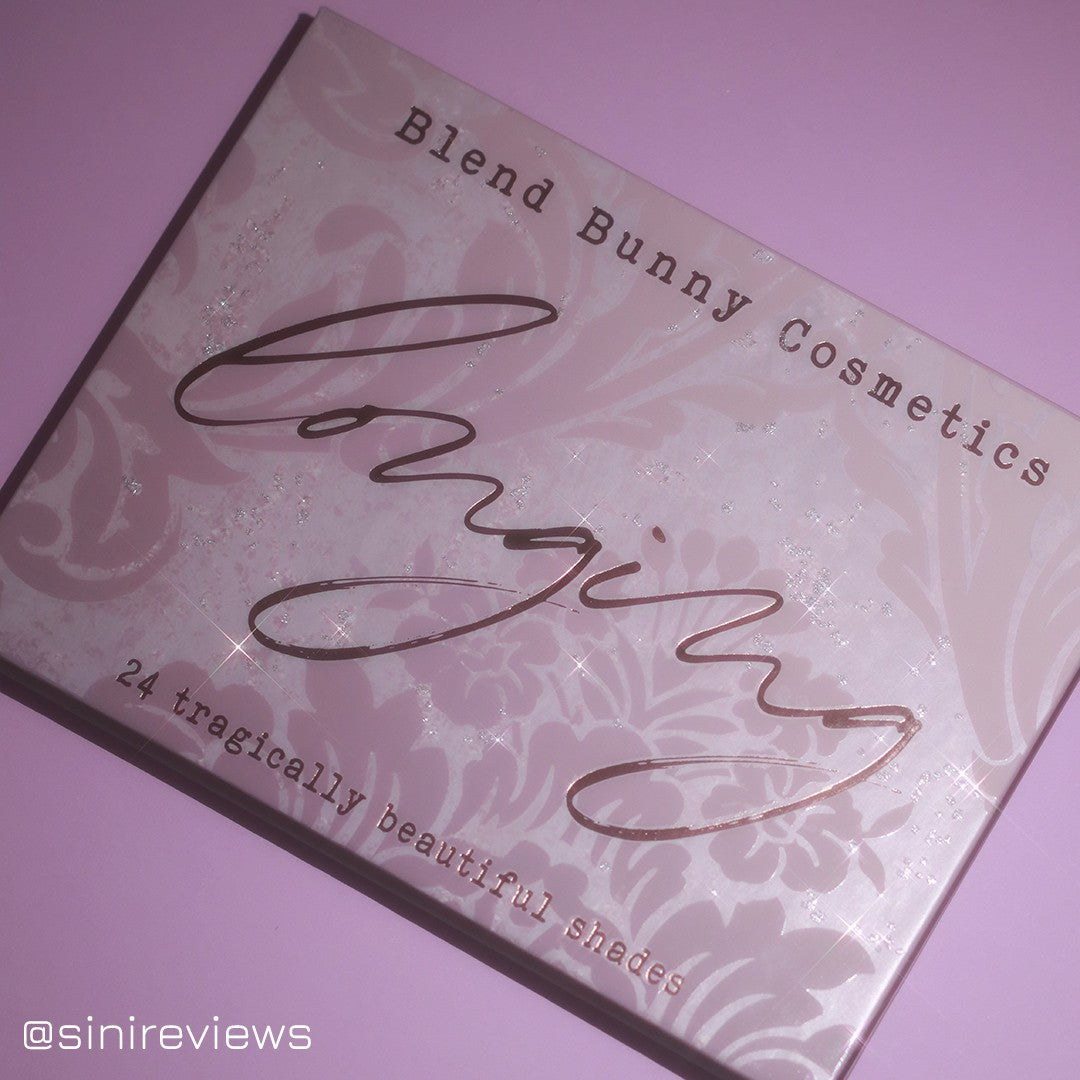 Blend Bunny Cosmetics
Longing
24 tragically beautiful shades
@sinireviews